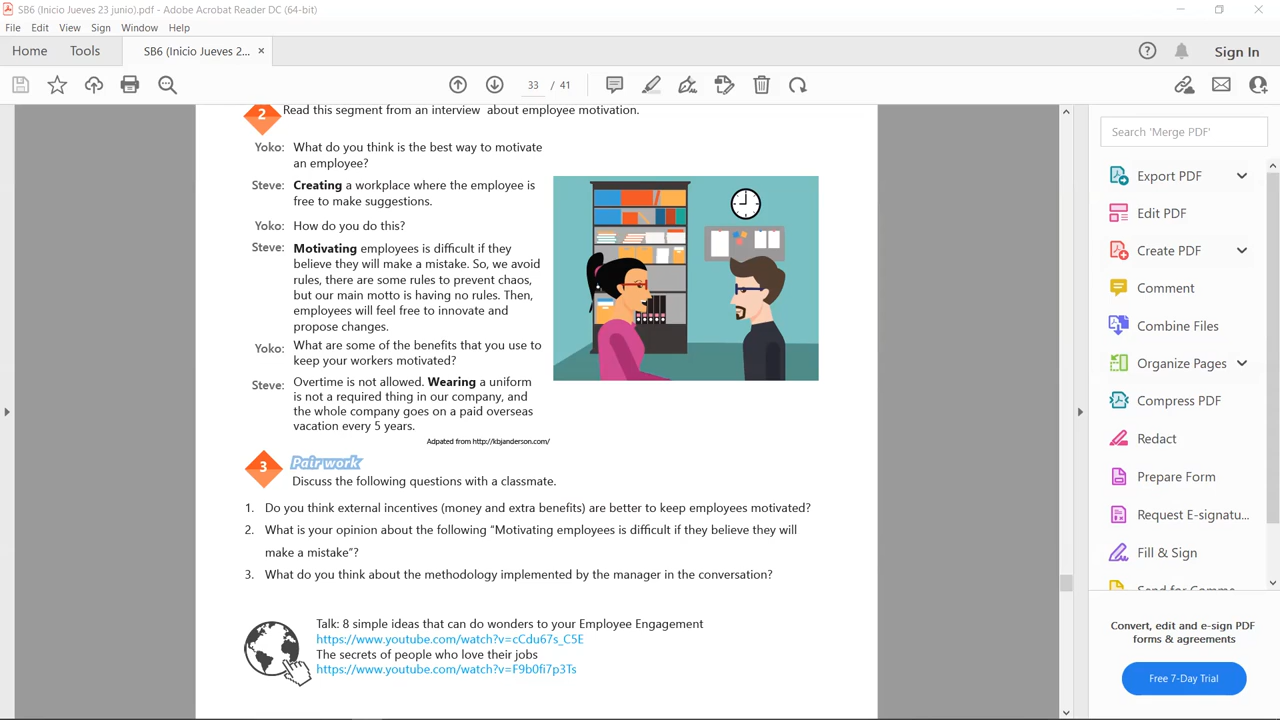 SB6 (Inicio Jueves 23 junio).pdf - Adobe Acrobat Reader DC (64-bit)
File Edit View Sign Window Help
Home Tools SB6 (Inicio Jueves 2... × Sign In
33 / 41
2 Read this segment from an interview about employee motivation.
Yoko: What do you think is the best way to motivate
an employee?
Steve: Creating a workplace where the employee is
free to make suggestions.
Yoko: How do you do this?
Steve: Motivating employees is difficult if they
believe they will make a mistake. So, we avoid
rules, there are some rules to prevent chaos,
but our main motto is having no rules. Then,
employees will feel free to innovate and
propose changes.
Yoko: What are some of the benefits that you use to
keep your workers motivated?
Steve: Overtime is not allowed. Wearing a uniform
is not a required thing in our company, and
the whole company goes on a paid overseas
vacation every 5 years.
Adpated from http://kbjanderson.com/
3 Pair work
Discuss the following questions with a classmate.
1. Do you think external incentives (money and extra benefits) are better to keep employees motivated?
2. What is your opinion about the following “Motivating employees is difficult if they believe they will
make a mistake”?
3. What do you think about the methodology implemented by the manager in the conversation?
Talk: 8 simple ideas that can do wonders to your Employee Engagement
https://www.youtube.com/watch?v=cCdu67s_C5E
The secrets of people who love their jobs
https://www.youtube.com/watch?v=F9b0fi7p3Ts
Search 'Merge PDF'
Export PDF
Edit PDF
Create PDF
Comment
Combine Files
Organize Pages
Compress PDF
Redact
Prepare Form
Request E-signatu...
Fill & Sign
Convert, edit and e-sign PDF
forms & agreements
Free 7-Day Trial